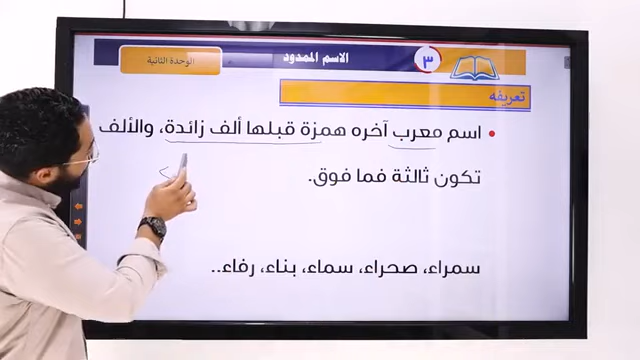 الوحدة الثانية
الاسم الممدود
٣
تعريفه
• اسم معرب آخره همزة قبلها ألف زائدة، والألف
تكون ثالثة فما فوق.
سمراء، صحراء، سماء، بناء، رفاء..